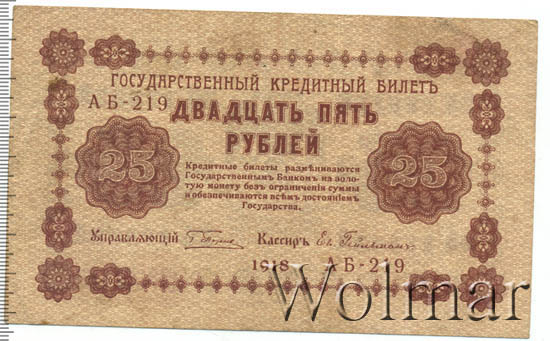 ГОСУДАРСТВЕННЫЙ КРЕДИТНЫЙ БИЛЕТЪ
АБ-219
ДВАДЦАТЬ ПЯТЬ
РУБЛЕЙ
25
25
Кредитные билеты размѣниваются
Государственнымъ Банкомъ на золо-
тую монету безъ ограниченія суммы
и обезпечиваются всѣмъ достояніемъ
Государства.
Управляющій
Кассиръ
1918
АБ-219
Wolmar